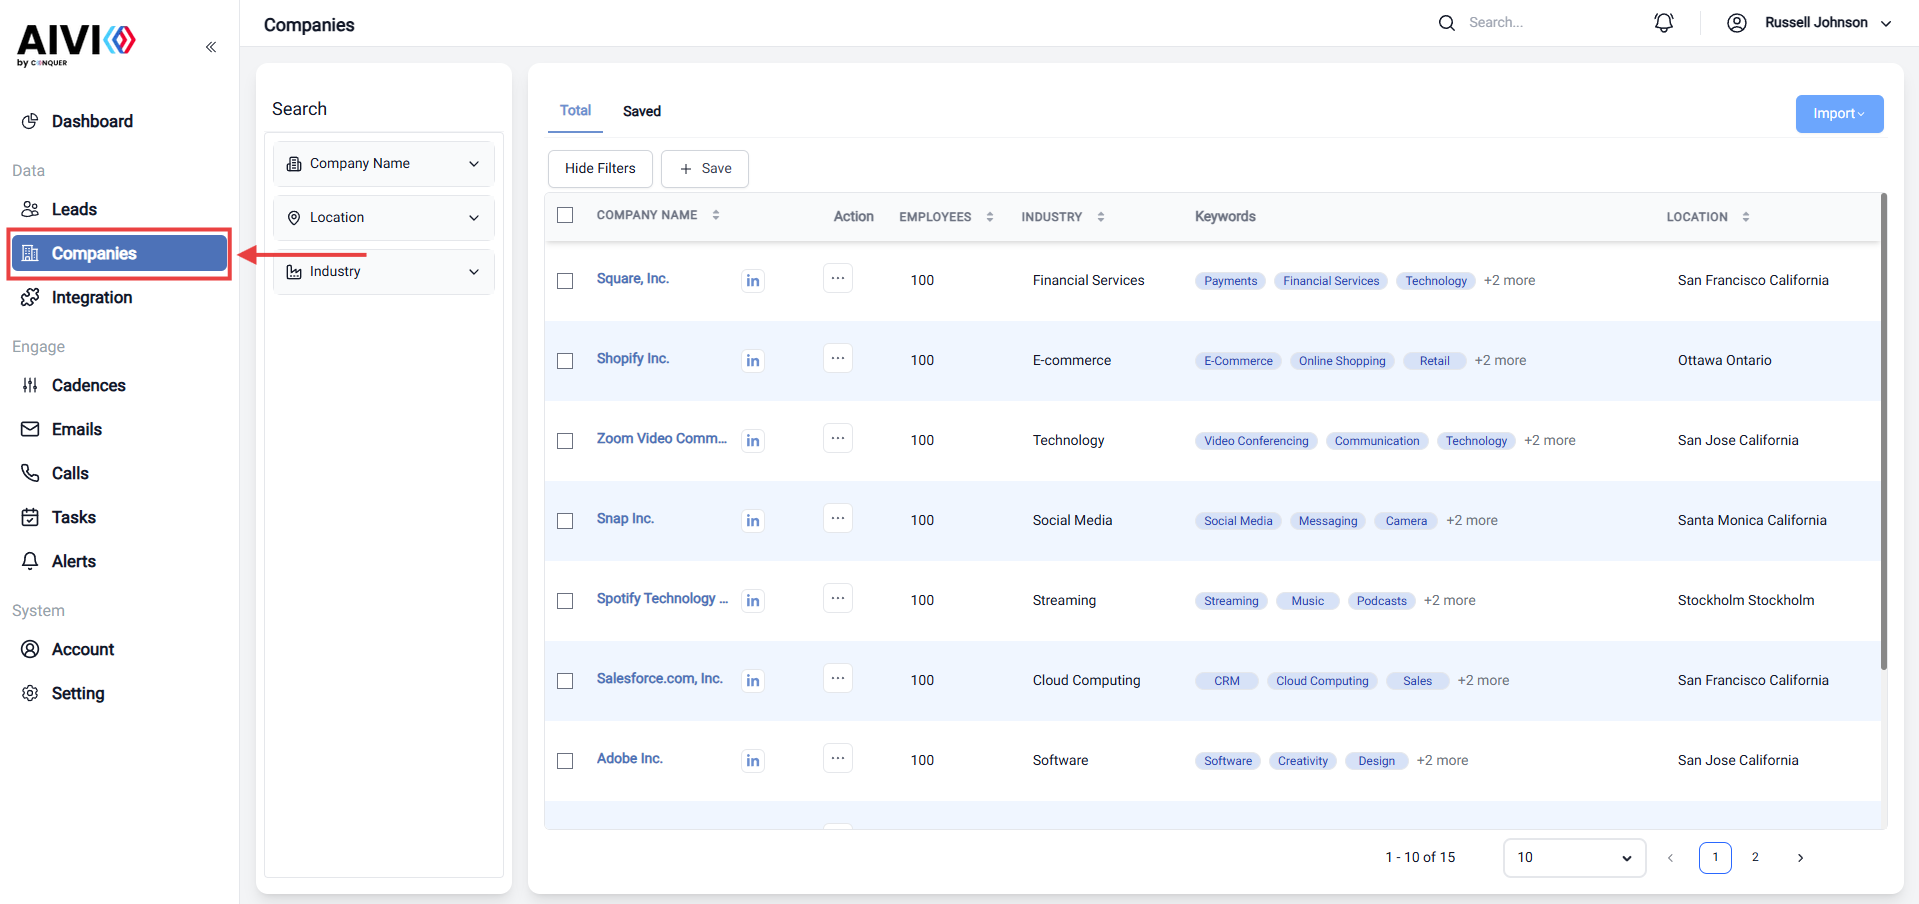 AIVI
by CONQUER
Companies
Search...
Russell Johnson
Dashboard
Data
Leads
Companies
Integration
Engage
Cadences
Emails
Calls
Tasks
Alerts
System
Account
Setting
Search
Company Name
Location
Industry
Total
Saved
Import
Hide Filters
+ Save
COMPANY NAME Action EMPLOYEES INDUSTRY Keywords LOCATION
Square, Inc. in ... 100 Financial Services Payments Financial Services Technology +2 more San Francisco California
Shopify Inc. in ... 100 E-commerce E-Commerce Online Shopping Retail +2 more Ottawa Ontario
Zoom Video Comm... in ... 100 Technology Video Conferencing Communication Technology +2 more San Jose California
Snap Inc. in ... 100 Social Media Social Media Messaging Camera +2 more Santa Monica California
Spotify Technology ... in ... 100 Streaming Streaming Music Podcasts +2 more Stockholm Stockholm
Salesforce.com, Inc. in ... 100 Cloud Computing CRM Cloud Computing Sales +2 more San Francisco California
Adobe Inc. in ... 100 Software Software Creativity Design +2 more San Jose California
1 - 10 of 15
10
1
2